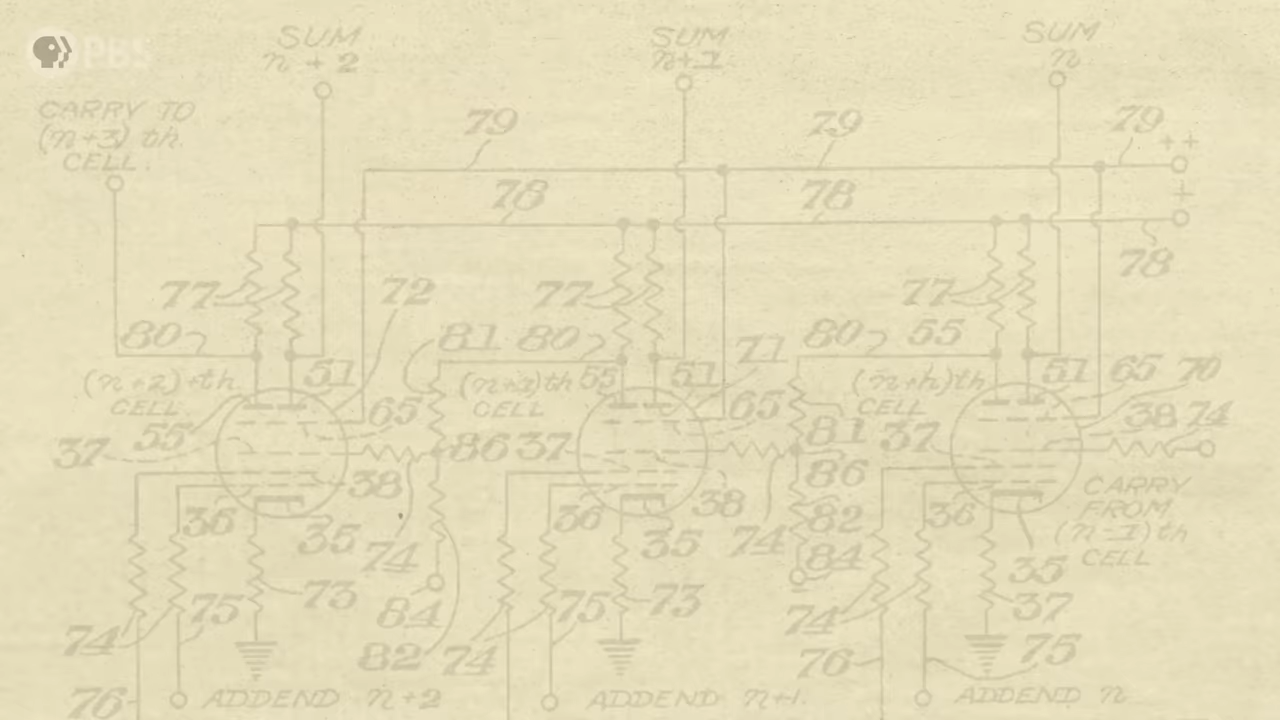 PBS
SUM
n + 2
SUM
n+1
SUM
n
CARRY TO
(n+3) th.
CELL.
79
79
79
++
78
78
+
78
77
72
77
77
80
81
80
71
80
55
(n+2)+th
CELL.
51
(n+1)th
CELL
55
51
(n+h)th
CELL
51
65
70
37
55
65
86
37
65
81
37
38
74
38
86
38
36
36
36
CARRY
FROM
(n-1)th
CELL
35
74
35
74
82
84
35
73
84
73
37
74
75
82
74
75
74
76
75
76
ADDEND n+2
ADDEND n+1.
ADDEND n